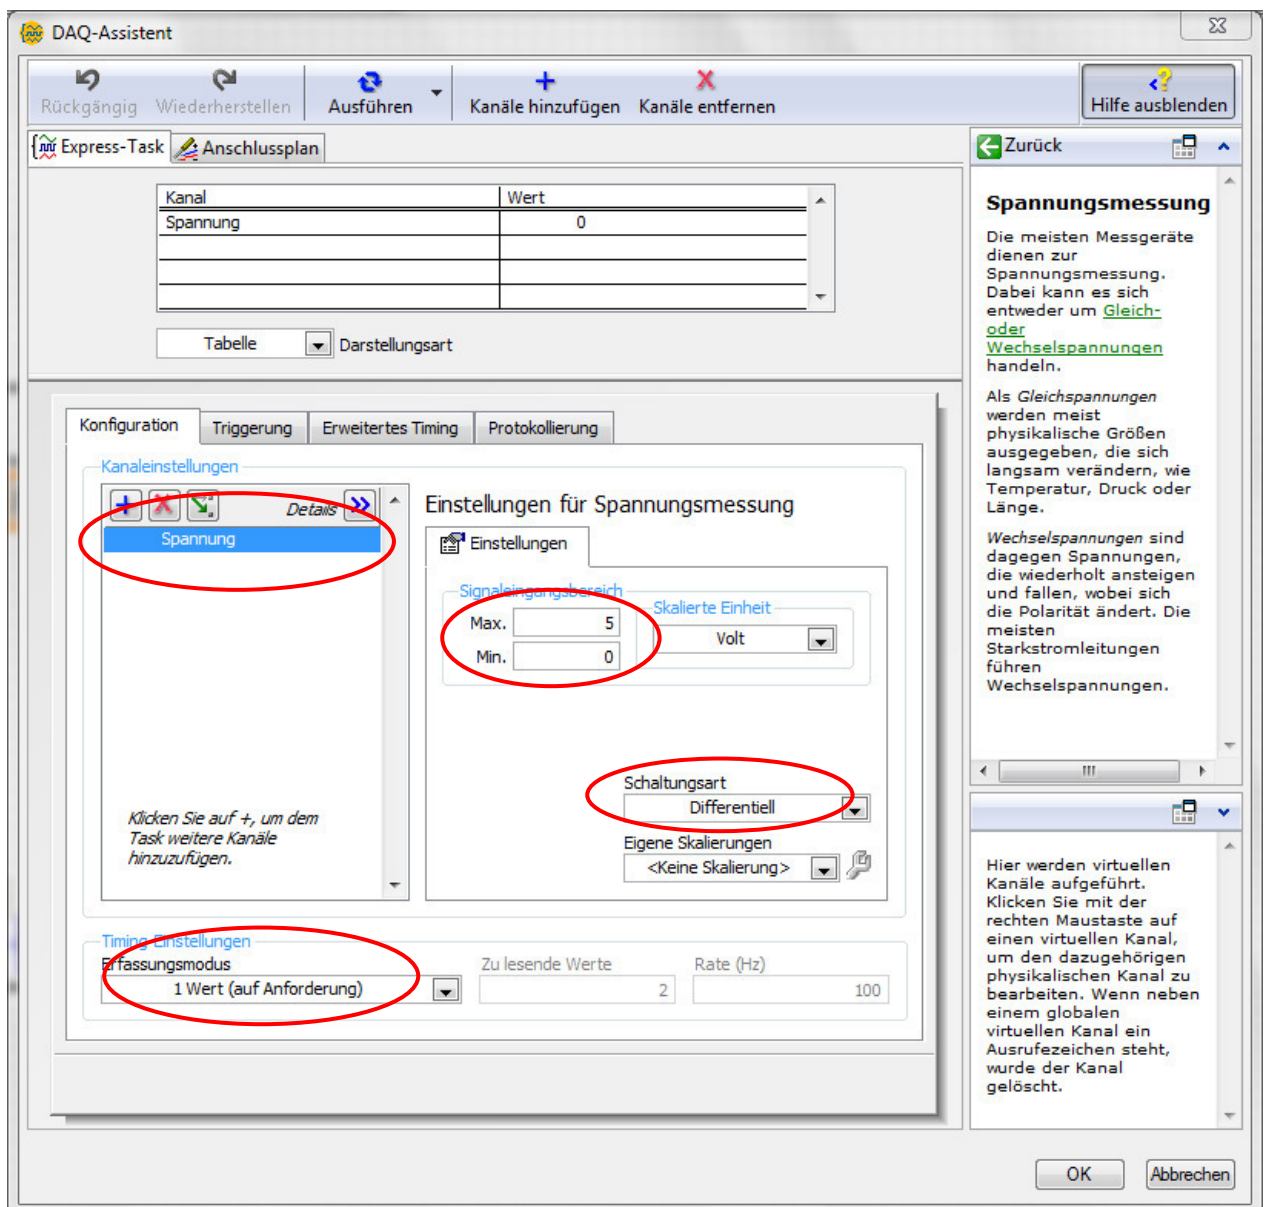 DAQ-Assistent
Rückgängig Wiederherstellen Ausführen Kanäle hinzufügen Kanäle entfernen Hilfe ausblenden
Express-Task Anschlussplan
Kanal Wert
Spannung 0
Tabelle Darstellungsart
Konfiguration Triggerung Erweitertes Timing Protokollierung
Kanaleinstellungen
Details
Spannung
Klicken Sie auf +, um dem
Task weitere Kanäle
hinzuzufügen.
Einstellungen für Spannungsmessung
Einstellungen
Signaleingangsbereich
Max. 5
Min. 0
Skalierte Einheit
Volt
Schaltungsart
Differentiell
Eigene Skalierungen
<Keine Skalierung>
Timing-Einstellungen
Erfassungsmodus Zu lesende Werte Rate (Hz)
1 Wert (auf Anforderung) 2 100
Zurück
Spannungsmessung
Die meisten Messgeräte
dienen zur
Spannungsmessung.
Dabei kann es sich
entweder um Gleich-
oder
Wechselspannungen
handeln.
Als Gleichspannungen
werden meist
physikalische Größen
ausgegeben, die sich
langsam verändern, wie
Temperatur, Druck oder
Länge.
Wechselspannungen sind
dagegen Spannungen,
die wiederholt ansteigen
und fallen, wobei sich
die Polarität ändert. Die
meisten
Starkstromleitungen
führen
Wechselspannungen.
Hier werden virtuellen
Kanäle aufgeführt.
Klicken Sie mit der
rechten Maustaste auf
einen virtuellen Kanal,
um den dazugehörigen
physikalischen Kanal zu
bearbeiten. Wenn neben
einem globalen
virtuellen Kanal ein
Ausrufezeichen steht,
wurde der Kanal
gelöscht.
OK Abbrechen